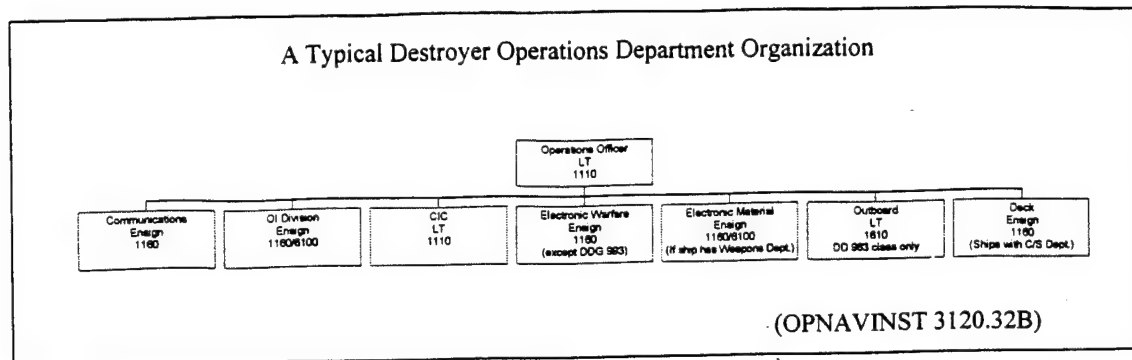 A Typical Destroyer Operations Department Organization
Operations Officer
LT
1110
Communications
Ensign
1160
OI Division
Ensign
1160/6100
CIC
LT
1110
Electronic Warfare
Ensign
1160
(except DDG 993)
Electronic Material
Ensign
1160/6100
(If ship has Weapons Dept.)
Outboard
LT
1610
DD 963 class only
Deck
Ensign
1160
(Ships with C/S Dept.)
(OPNAVINST 3120.32B)